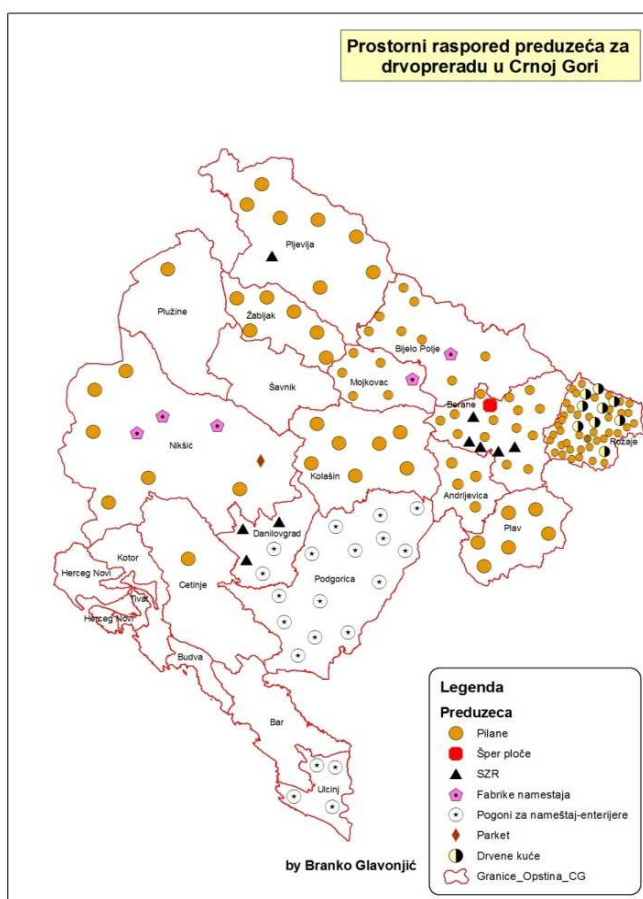 Prostorni raspored preduzeća za
drvopreradu u Crnoj Gori
Pljevlja
Plužine
Žabljak
Bijelo Polje
Šavnik
Mojkovac
Berane
Rožaje
Nikšić
Kolašin
Andrijevica
Danilovgrad
Plav
Kotor
Herceg Novi
Cetinje
Podgorica
Tivat
Herceg Novi
Budva
Bar
Ulcinj
Legenda
Preduzeca
Pilane
Šper ploče
SZR
Fabrike namestaja
Pogoni za nameštaj-enterijere
Parket
Drvene kuće
Granice_Opstina_CG
by Branko Glavonjić